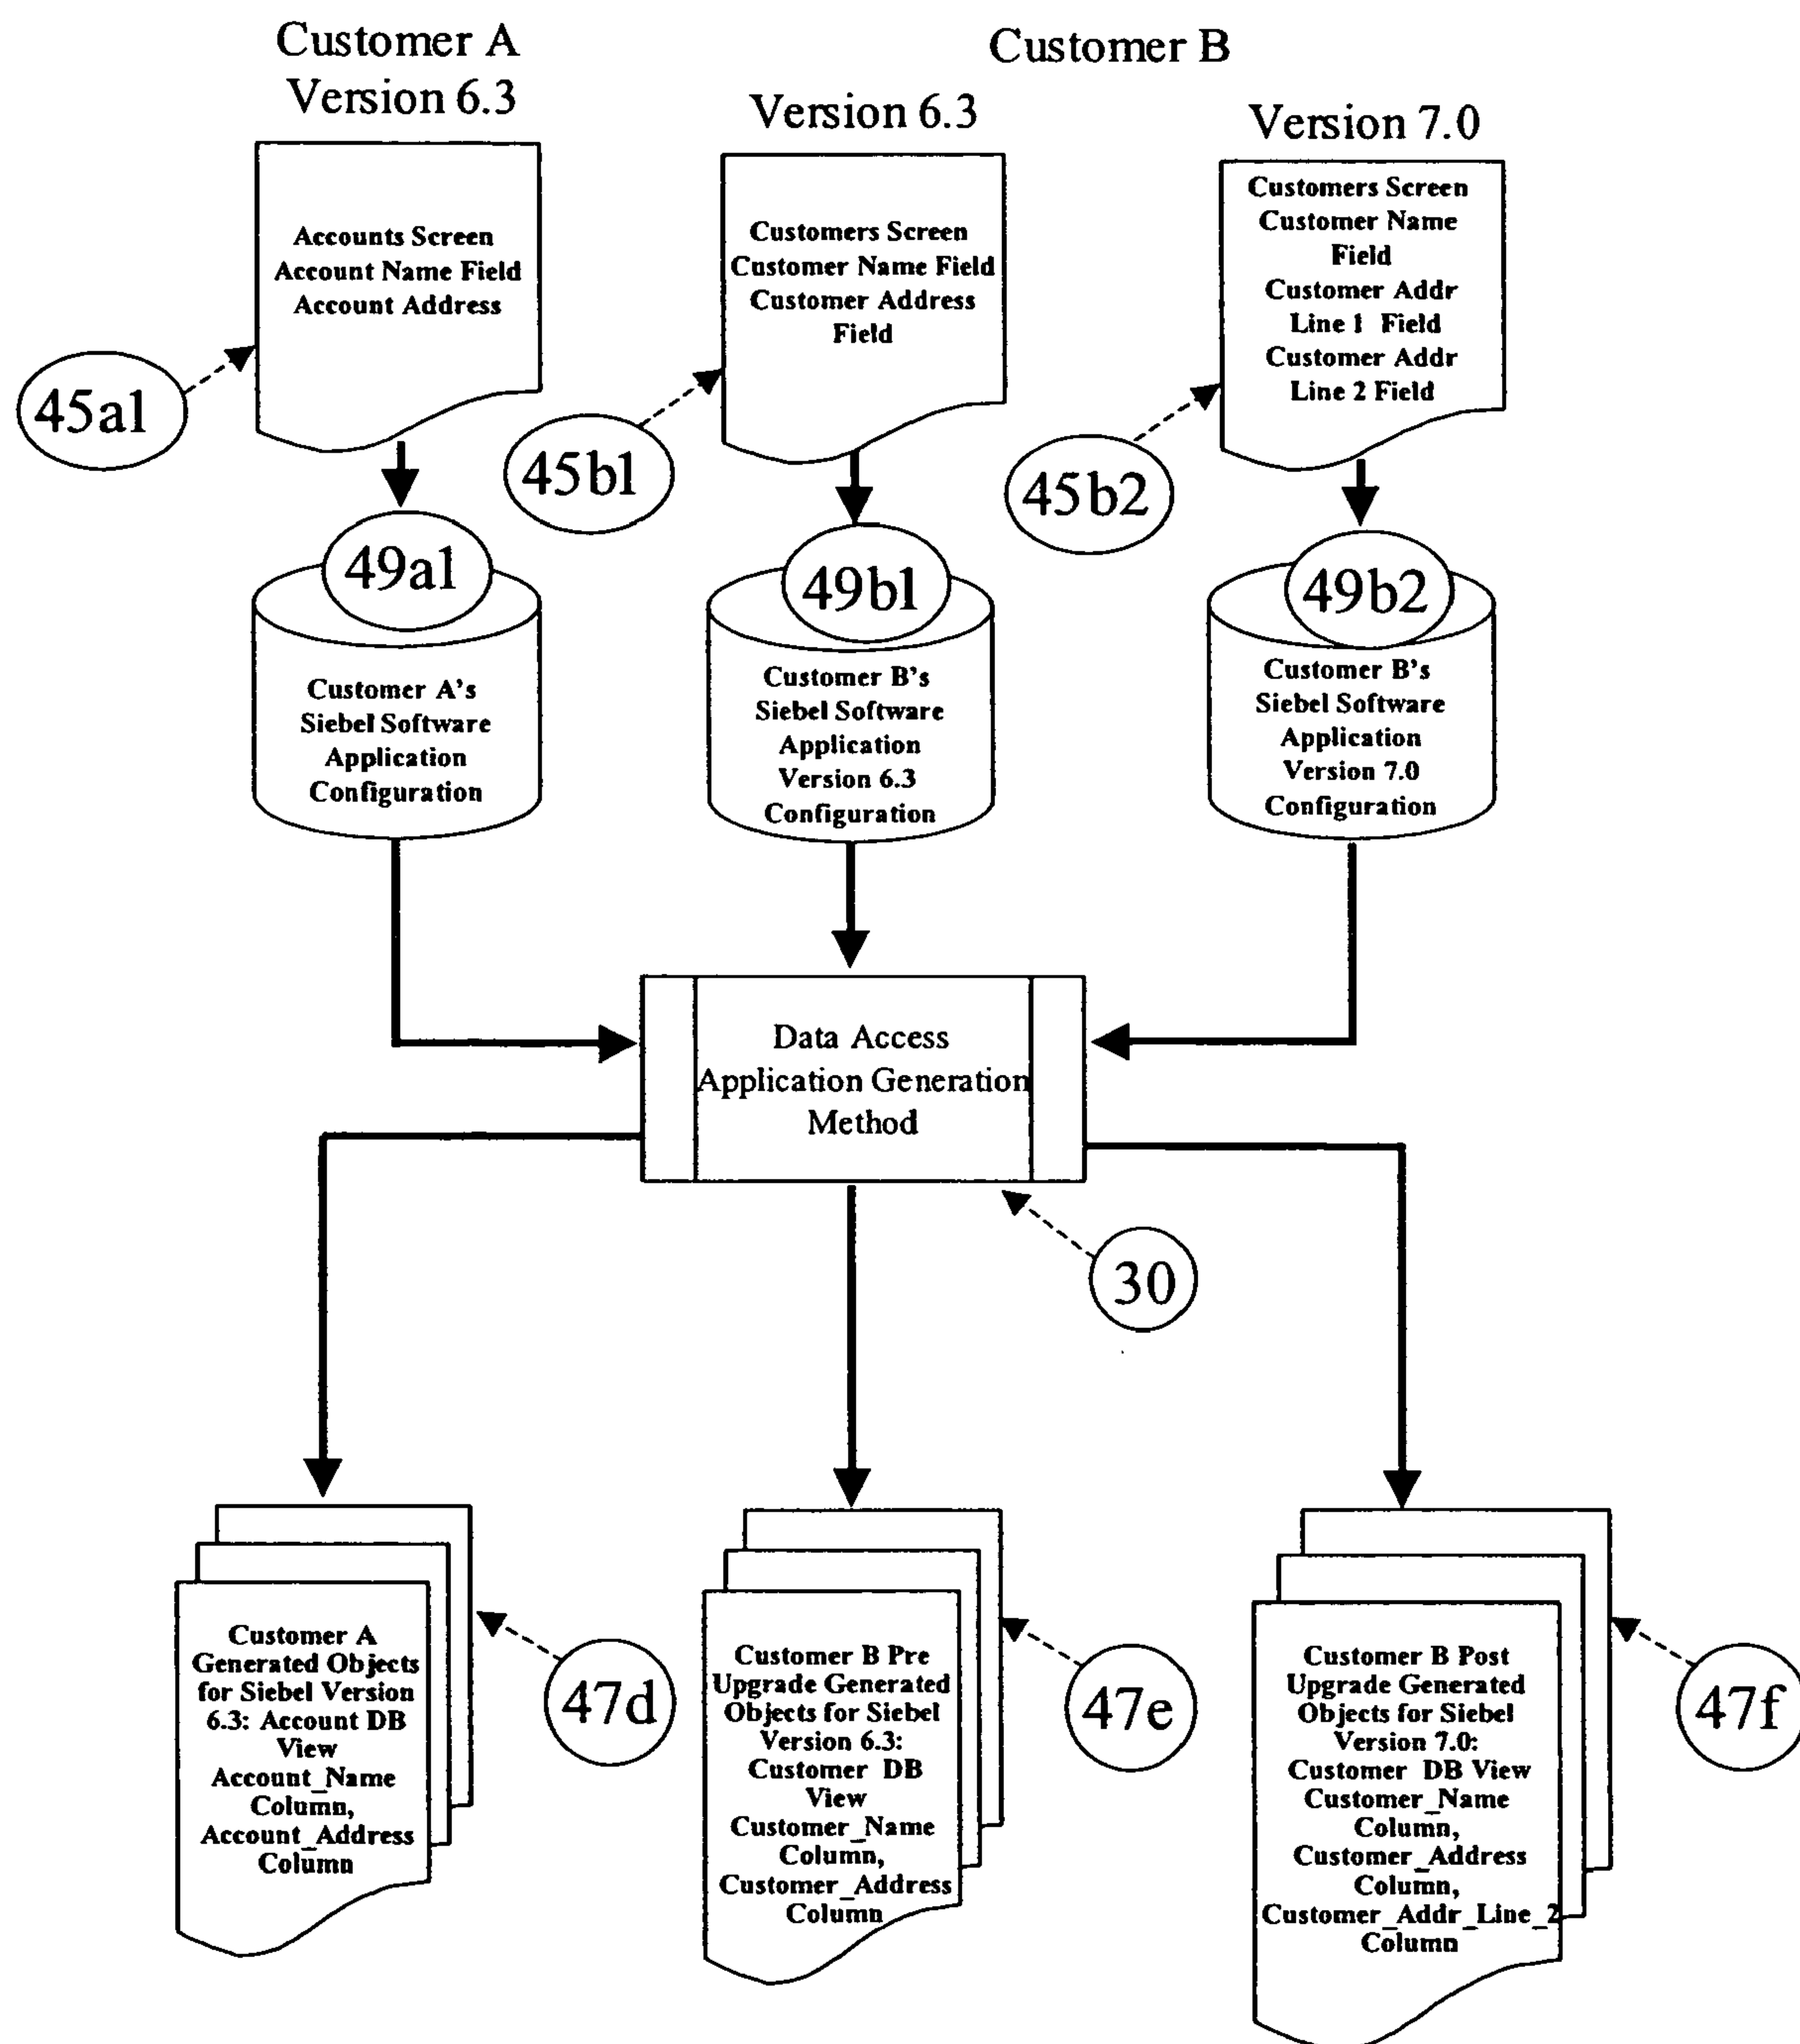 Customer A
Version 6.3
Customer B
Version 6.3
Version 7.0
Accounts Screen
Account Name Field
Account Address
Customers Screen
Customer Name Field
Customer Address
Field
Customers Screen
Customer Name
Field
Customer Addr
Line 1 Field
Customer Addr
Line 2 Field
45a1
45b1
45b2
49a1
49b1
49b2
Customer A's
Siebel Software
Application
Configuration
Customer B's
Siebel Software
Application
Version 6.3
Configuration
Customer B's
Siebel Software
Application
Version 7.0
Configuration
Data Access
Application Generation
Method
30
Customer A
Generated Objects
for Siebel Version
6.3: Account DB
View
Account_Name
Column,
Account_Address
Column
47d
Customer B Pre
Upgrade Generated
Objects for Siebel
Version 6.3:
Customer DB
View
Customer_Name
Column,
Customer_Address
Column
47e
Customer B Post
Upgrade Generated
Objects for Siebel
Version 7.0:
Customer DB View
Customer_Name
Column,
Customer_Address
Column,
Customer_Addr_Line_2
Column
47f